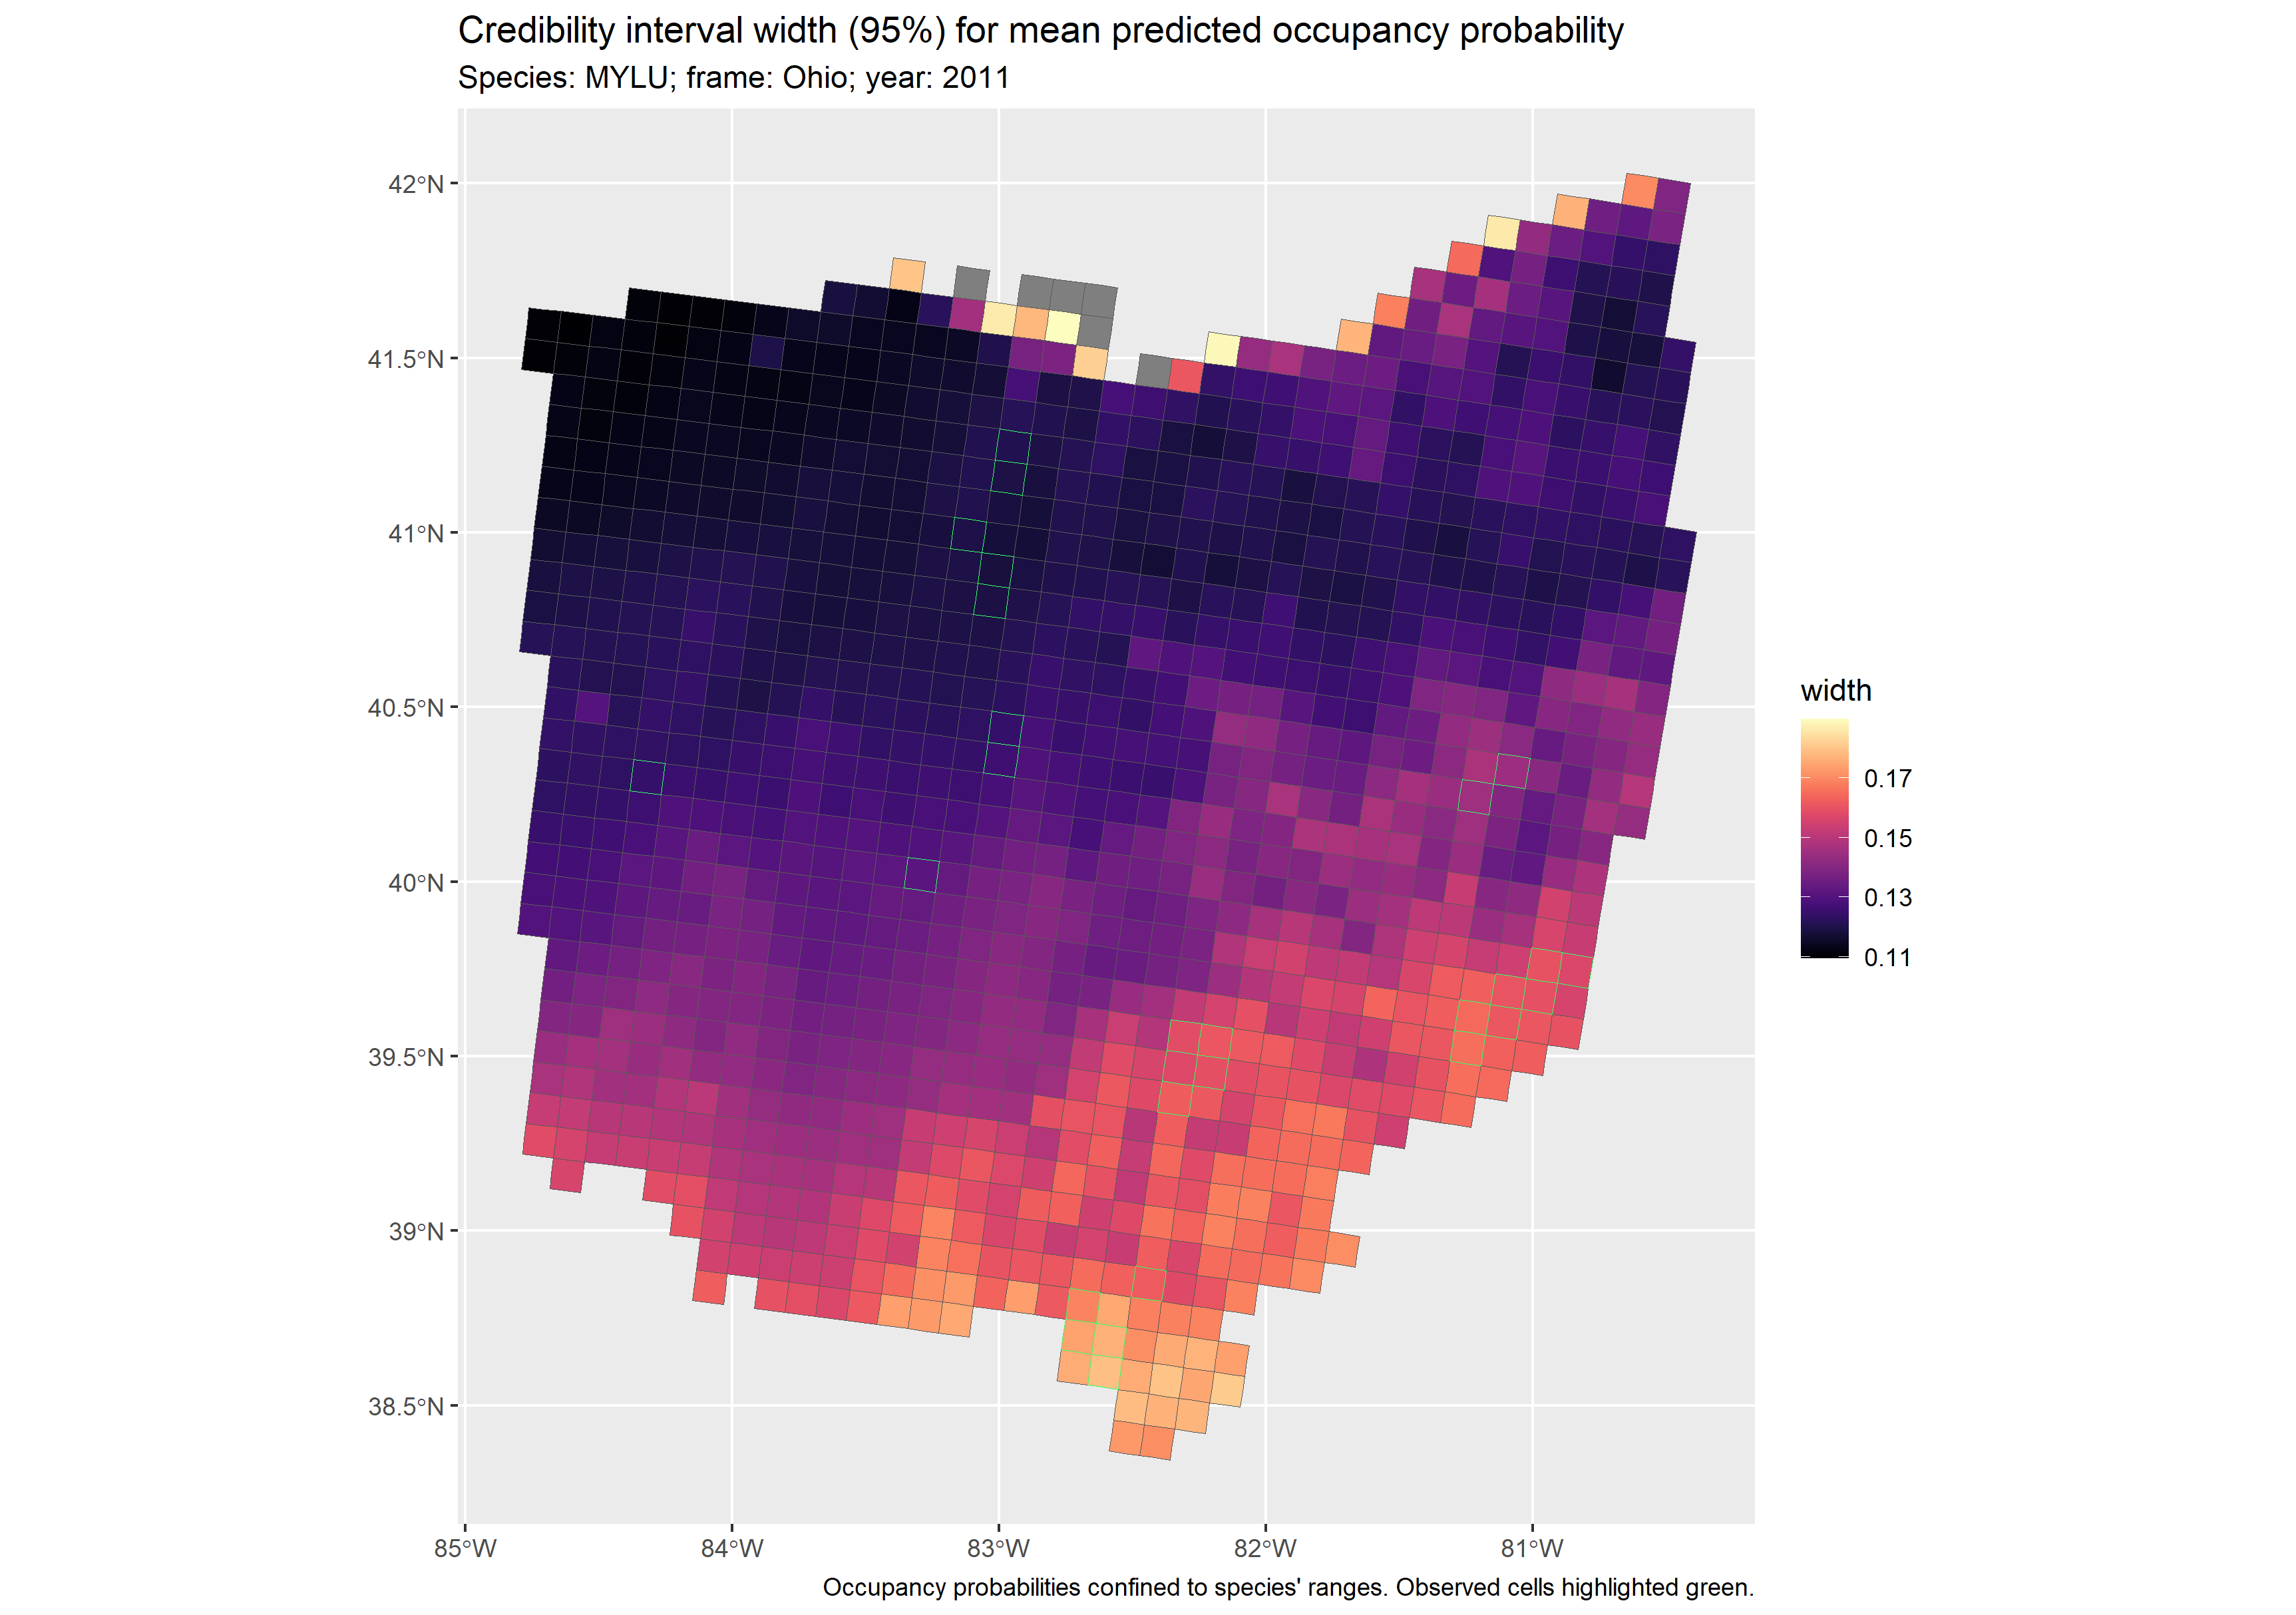 Credibility interval width (95%) for mean predicted occupancy probability
Species: MYLU; frame: Ohio; year: 2011
42°N
41.5°N
41°N
40.5°N
40°N
39.5°N
39°N
38.5°N
85°W
84°W
83°W
82°W
81°W
width
0.17
0.15
0.13
0.11
Occupancy probabilities confined to species' ranges. Observed cells highlighted green.